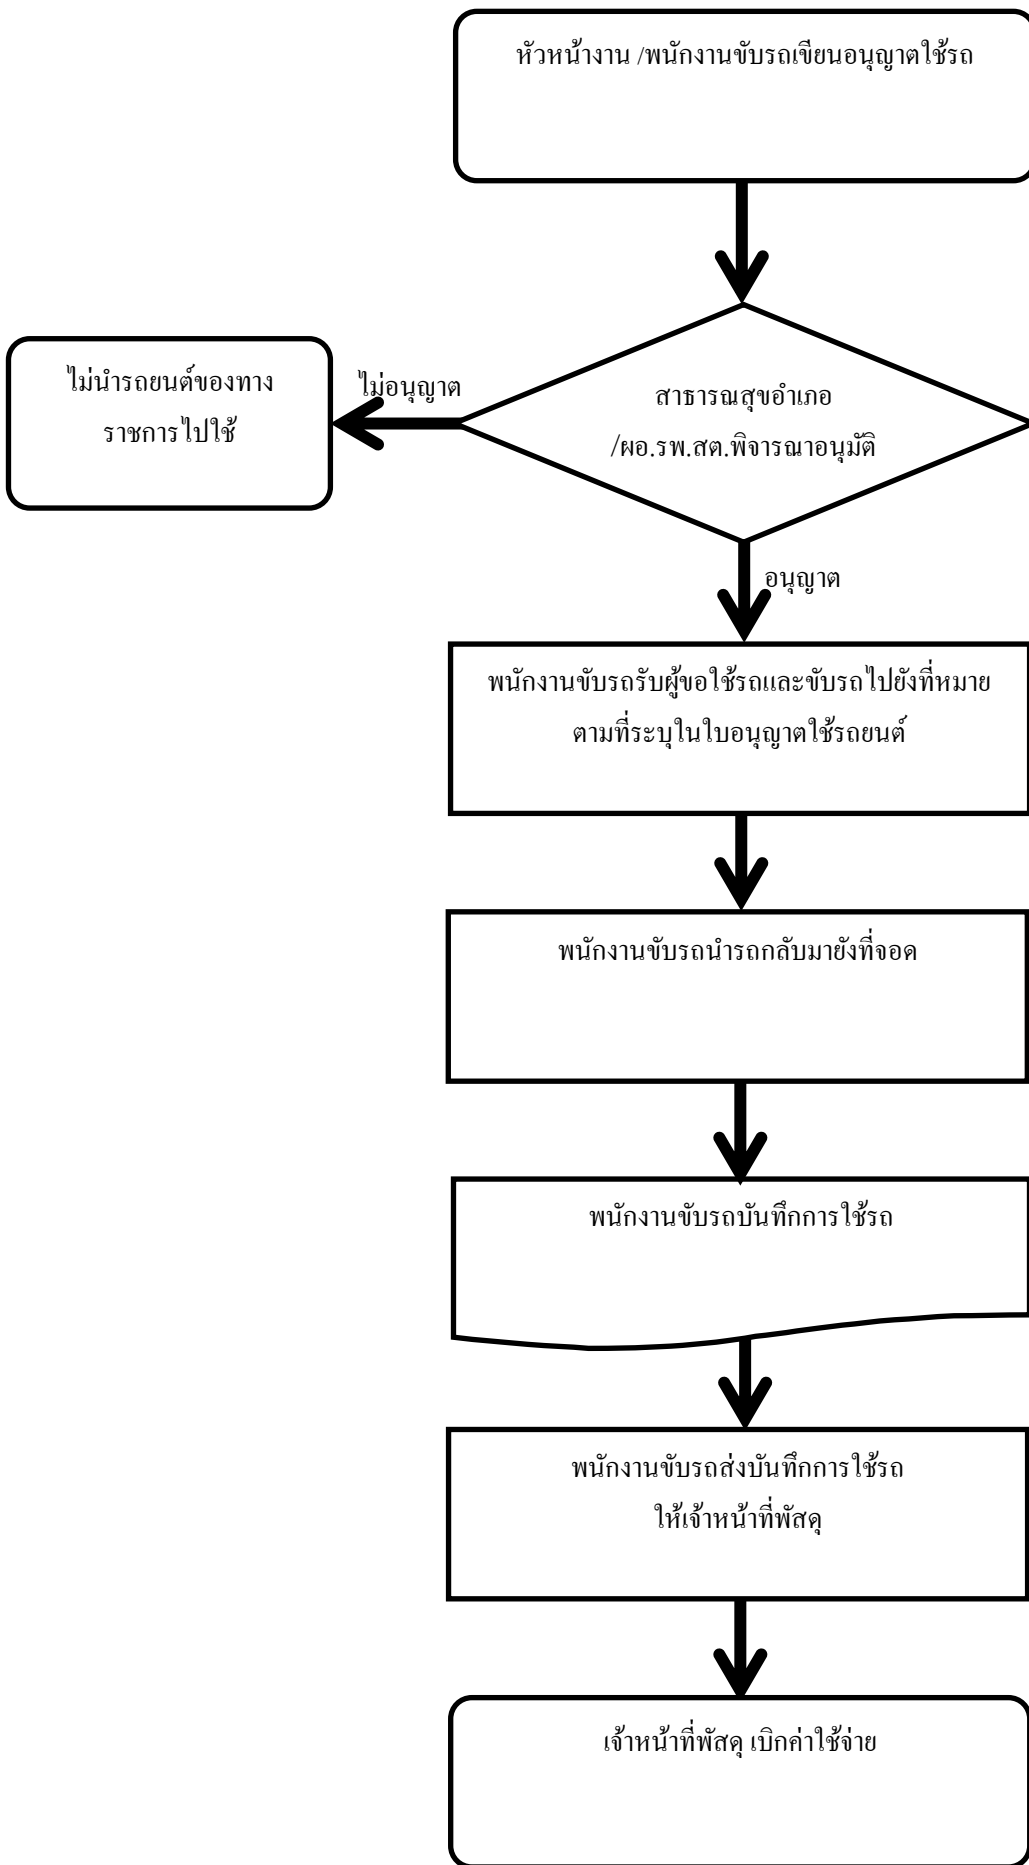 หัวหน้างาน /พนักงานขับรถเขียนอนุญาตใช้รถ
สาธารณสุขอำเภอ
/ผอ.รพ.สต.พิจารณาอนุมัติ
ไม่อนุญาต
ไม่นำรถยนต์ของทาง
ราชการไปใช้
อนุญาต
พนักงานขับรถรับผู้ขอใช้รถและขับรถไปยังที่หมาย
ตามที่ระบุในใบอนุญาตใช้รถยนต์
พนักงานขับรถนำรถกลับมายังที่จอด
พนักงานขับรถบันทึกการใช้รถ
พนักงานขับรถส่งบันทึกการใช้รถ
ให้เจ้าหน้าที่พัสดุ
เจ้าหน้าที่พัสดุ เบิกค่าใช้จ่าย